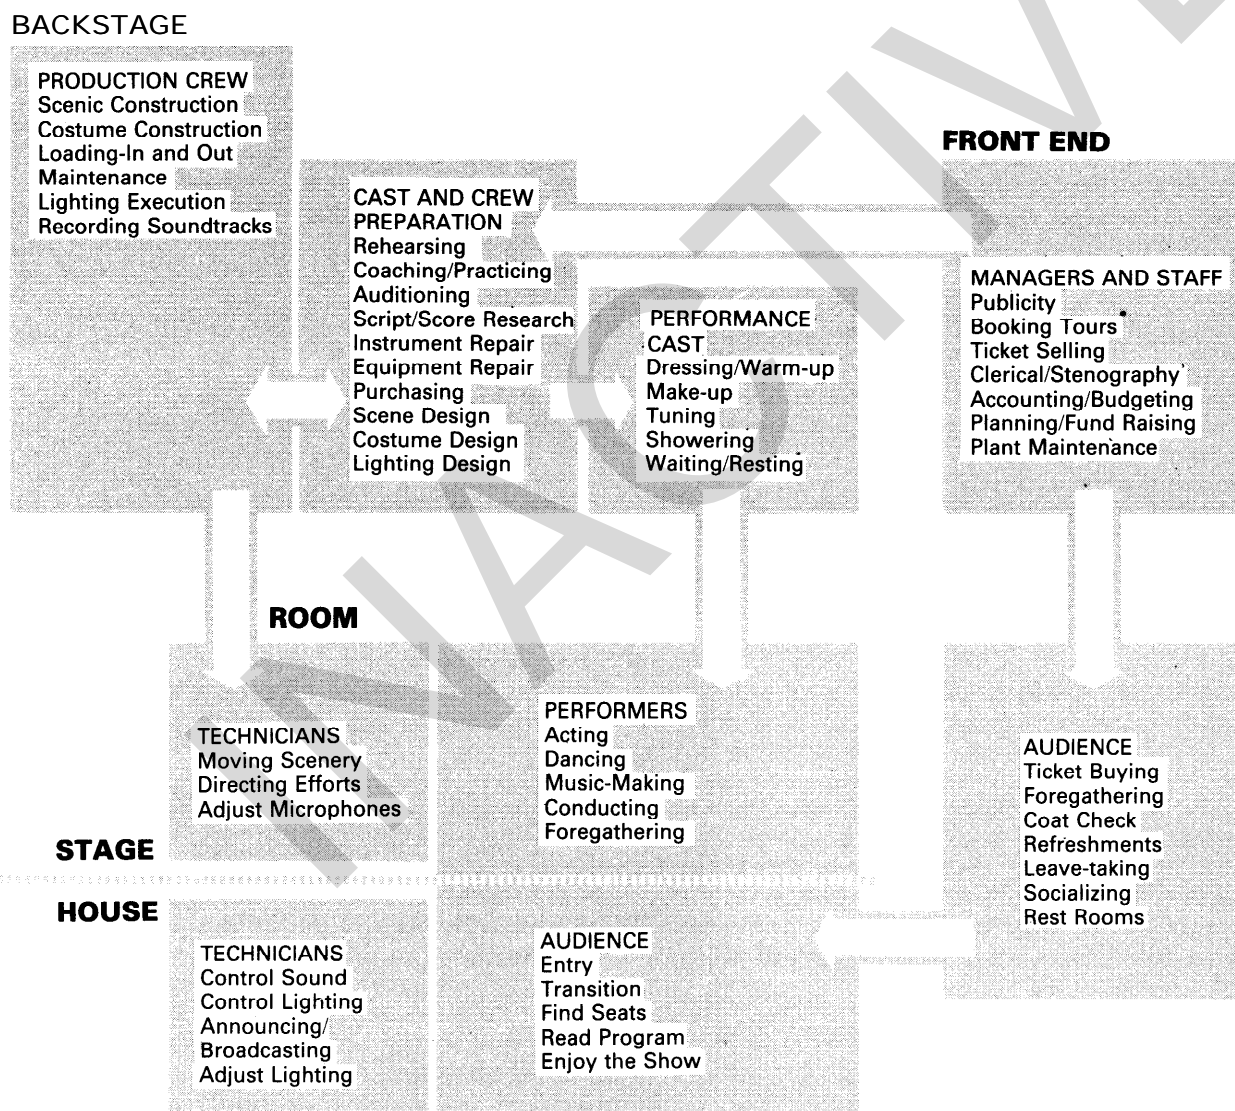 BACKSTAGE
PRODUCTION CREW
Scenic Construction
Costume Construction
Loading-In and Out
Maintenance
Lighting Execution
Recording Soundtracks
CAST AND CREW
PREPARATION
Rehearsing
Coaching/Practicing
Auditioning
Script/Score Research
Instrument Repair
Equipment Repair
Purchasing
Scene Design
Costume Design
Lighting Design
PERFORMANCE
CAST
Dressing/Warm-up
Make-up
Tuning
Showering
Waiting/Resting
FRONT END
MANAGERS AND STAFF
Publicity
Booking Tours
Ticket Selling
Clerical/Stenography
Accounting/Budgeting
Planning/Fund Raising
Plant Maintenance
ROOM
TECHNICIANS
Moving Scenery
Directing Efforts
Adjust Microphones
PERFORMERS
Acting
Dancing
Music-Making
Conducting
Foregathering
AUDIENCE
Ticket Buying
Foregathering
Coat Check
Refreshments
Leave-taking
Socializing
Rest Rooms
STAGE
HOUSE
TECHNICIANS
Control Sound
Control Lighting
Announcing/
Broadcasting
Adjust Lighting
AUDIENCE
Entry
Transition
Find Seats
Read Program
Enjoy the Show
INACTIVE